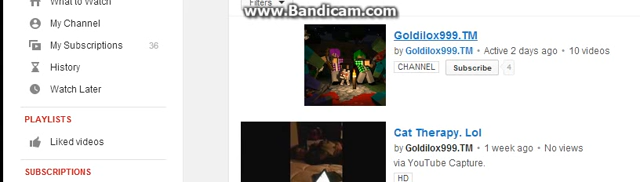 What to Watch
My Channel
My Subscriptions 36
History
Watch Later
PLAYLISTS
Liked videos
SUBSCRIPTIONS
Filters
www.Bandicam.com
Goldilox999.TM
by Goldilox999.TM • Active 2 days ago • 10 videos
CHANNEL Subscribe 4
Cat Therapy. Lol
by Goldilox999.TM • 1 week ago • No views
via YouTube Capture.
HD